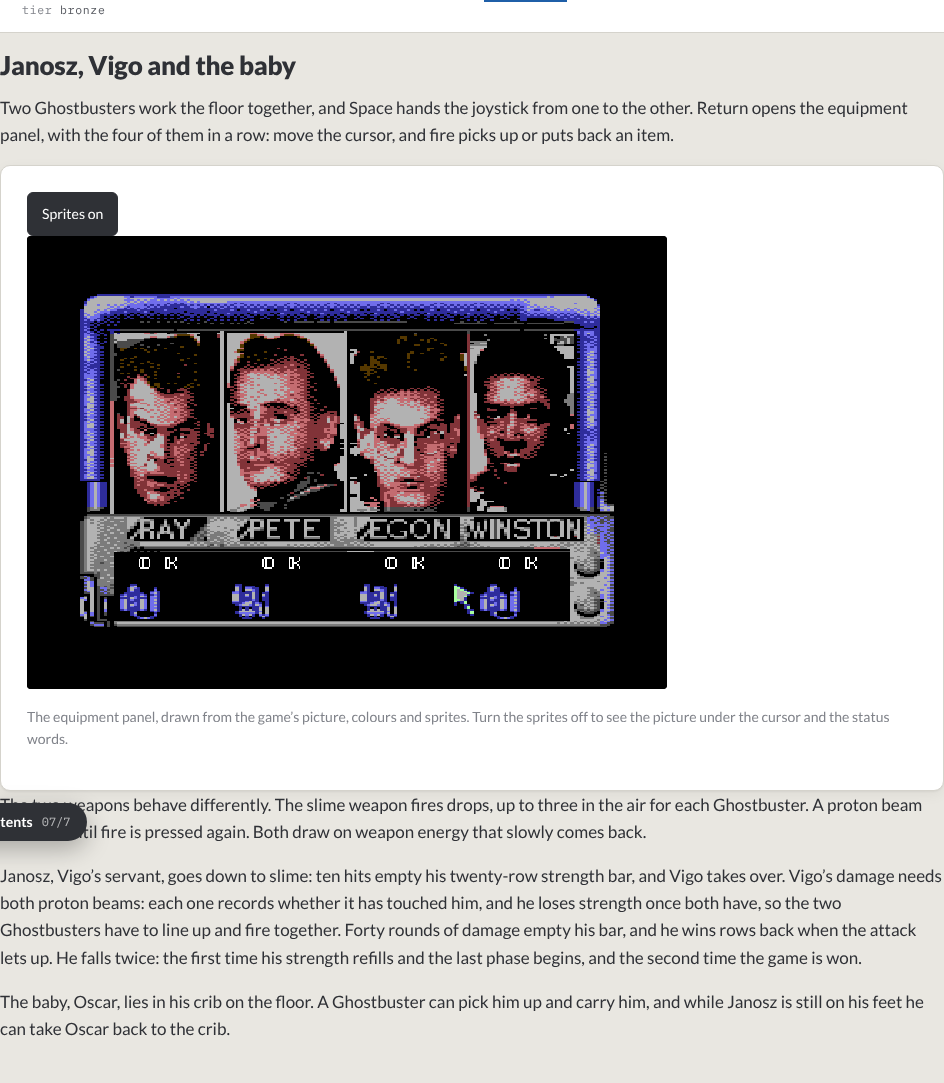 tier bronze
Janosz, Vigo and the baby
Two Ghostbusters work the floor together, and Space hands the joystick from one to the other. Return opens the equipment
panel, with the four of them in a row: move the cursor, and fire picks up or puts back an item.
Sprites on
RAY PETE EGON WINSTON
OK OK OK OK
The equipment panel, drawn from the game's picture, colours and sprites. Turn the sprites off to see the picture under the cursor and the status
words.
The two weapons behave differently. The slime weapon fires drops, up to three in the air for each Ghostbuster. A proton beam
tents 07/7
fire is pressed again. Both draw on weapon energy that slowly comes back.
Janosz, Vigo's servant, goes down to slime: ten hits empty his twenty-row strength bar, and Vigo takes over. Vigo's damage needs
both proton beams: each one records whether it has touched him, and he loses strength once both have, so the two
Ghostbusters have to line up and fire together. Forty rounds of damage empty his bar, and he wins rows back when the attack
lets up. He falls twice: the first time his strength refills and the last phase begins, and the second time the game is won.
The baby, Oscar, lies in his crib on the floor. A Ghostbuster can pick him up and carry him, and while Janosz is still on his feet he
can take Oscar back to the crib.